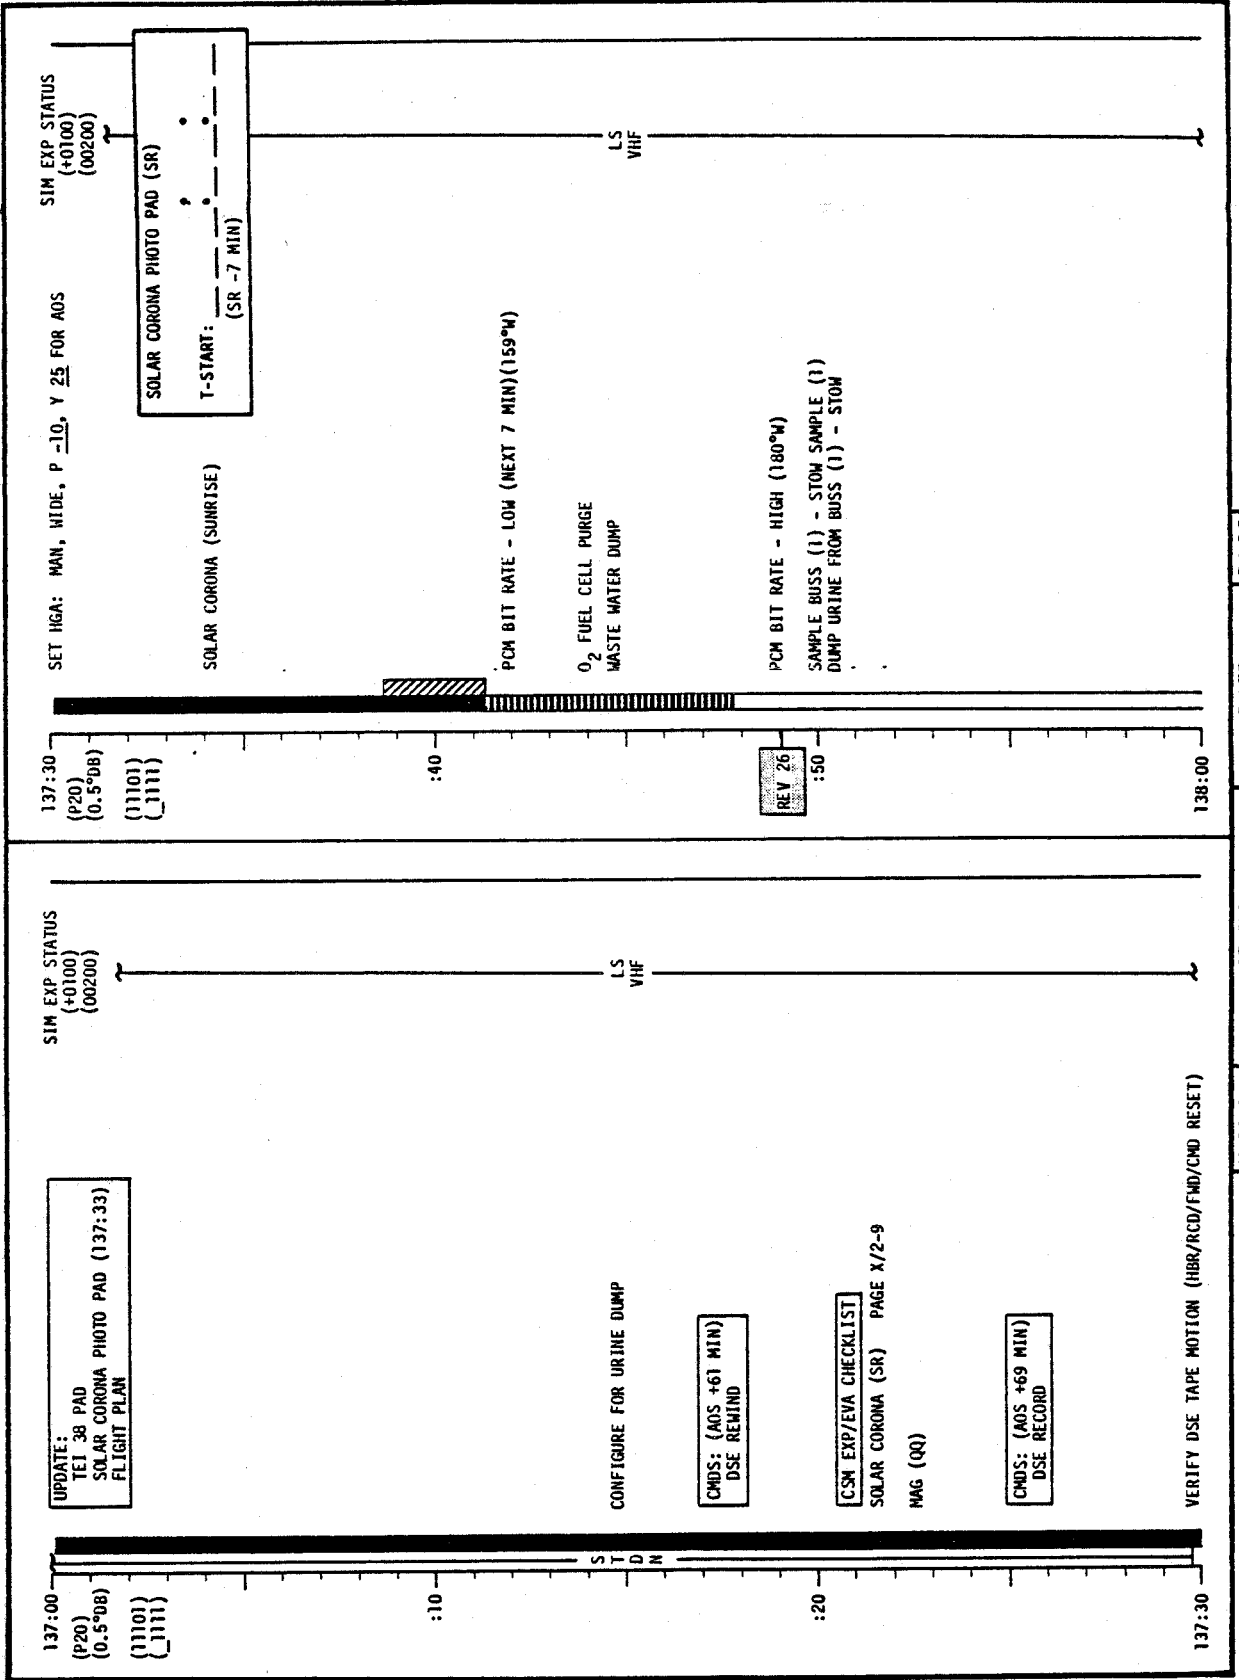 137:00
(P20)
(0.5°DB)
(11101)
(_1111)
:10
:20
137:30
S
T
D
N
UPDATE:
TEI 38 PAD
SOLAR CORONA PHOTO PAD (137:33)
FLIGHT PLAN
CONFIGURE FOR URINE DUMP
CMDS: (AOS +61 MIN)
DSE REWIND
CSM EXP/EVA CHECKLIST
SOLAR CORONA (SR) PAGE X/2-9
MAG (QQ)
CMDS: (AOS +69 MIN)
DSE RECORD
VERIFY DSE TAPE MOTION (HBR/RCD/FWD/CMD RESET)
SIM EXP STATUS
(+0100)
(00200)
LS
VHF
137:30
(P20)
(0.5°DB)
(11101)
(_1111)
:40
REV 26
:50
138:00
SET HGA: MAN, WIDE, P -10, Y 25 FOR AOS
SOLAR CORONA (SUNRISE)
SOLAR CORONA PHOTO PAD (SR)
T-START: ___:__:__
(SR -7 MIN)
PCM BIT RATE - LOW (NEXT 7 MIN)(159°W)
O2 FUEL CELL PURGE
WASTE WATER DUMP
PCM BIT RATE - HIGH (180°W)
SAMPLE BUSS (1) - STOW SAMPLE (1)
DUMP URINE FROM BUSS (1) - STOW
SIM EXP STATUS
(+0100)
(00200)
LS
VHF